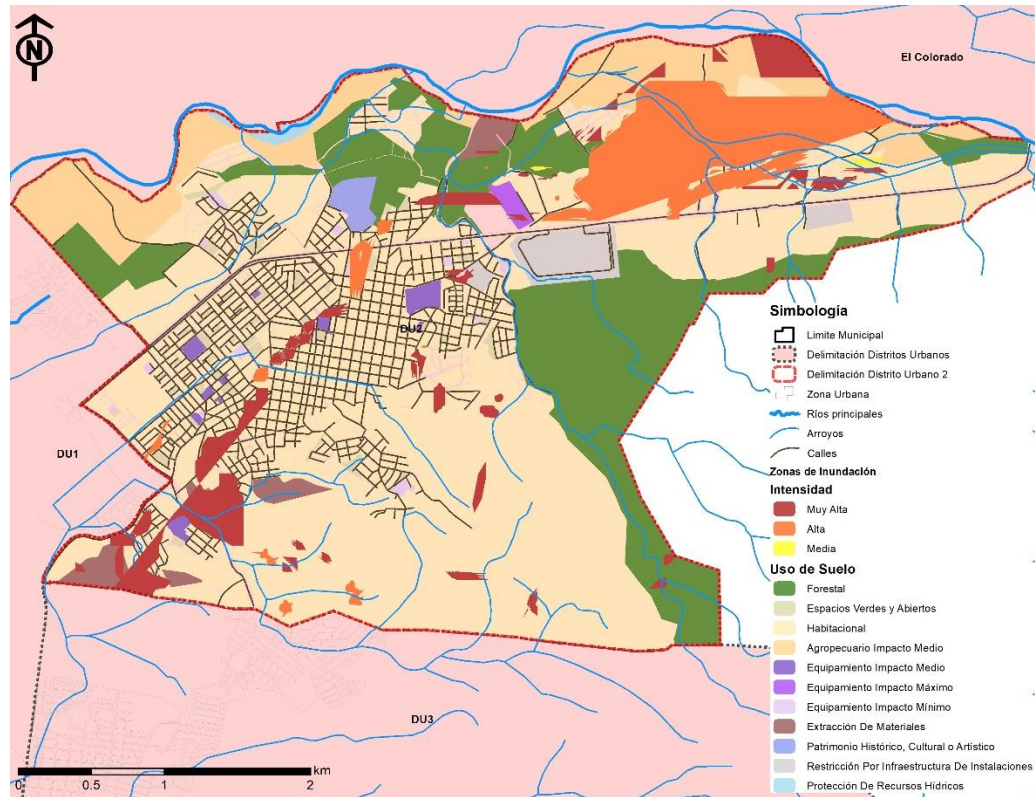 N
El Colorado
DU2
DU1
DU3
km
0
0.5
1
2
Simbología
Limite Municipal
Delimitación Distritos Urbanos
Delimitación Distrito Urbano 2
Zona Urbana
Ríos principales
Arroyos
Calles
Zonas de Inundación
Intensidad
Muy Alta
Alta
Media
Uso de Suelo
Forestal
Espacios Verdes y Abiertos
Habitacional
Agropecuario Impacto Medio
Equipamiento Impacto Medio
Equipamiento Impacto Máximo
Equipamiento Impacto Mínimo
Extracción De Materiales
Patrimonio Histórico, Cultural o Artístico
Restricción Por Infraestructura De Instalaciones
Protección De Recursos Hídricos